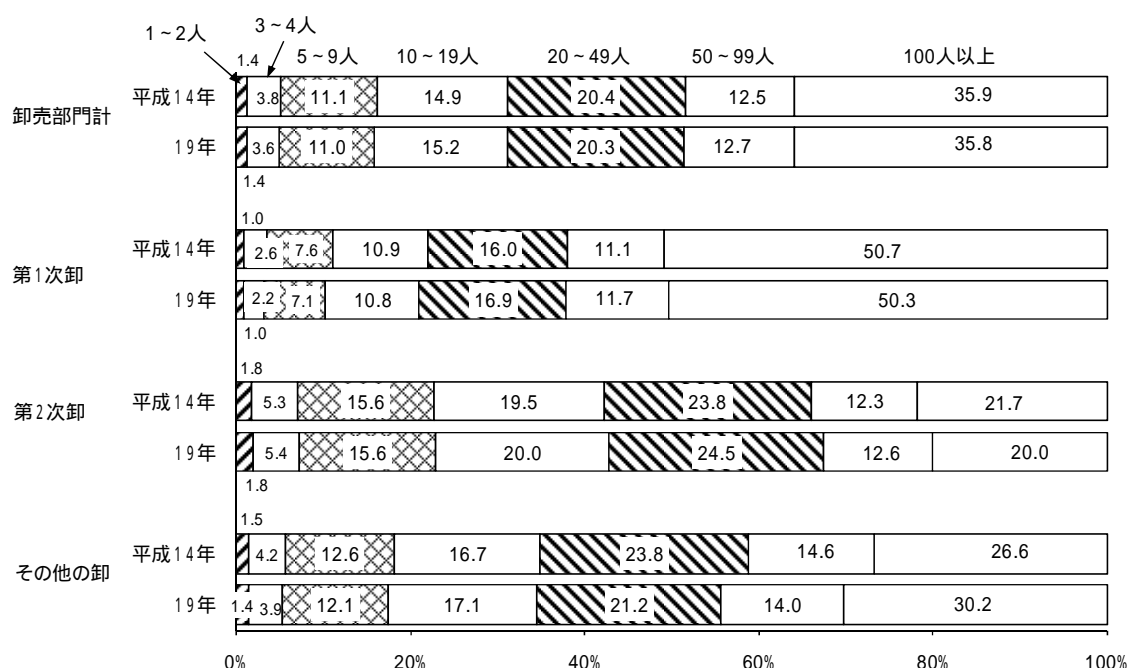 1~2人 3~4人
1.4 5~9人 10~19人 20~49人 50~99人 100人以上
平成14年 3.8 11.1 14.9 20.4 12.5 35.9
卸売部門計
19年 3.6 11.0 15.2 20.3 12.7 35.8
1.4
1.0
平成14年 2.6 7.6 10.9 16.0 11.1 50.7
第1次卸
19年 2.2 7.1 10.8 16.9 11.7 50.3
1.0
1.8
平成14年 5.3 15.6 19.5 23.8 12.3 21.7
第2次卸
19年 5.4 15.6 20.0 24.5 12.6 20.0
1.8
1.5
平成14年 4.2 12.6 16.7 23.8 14.6 26.6
その他の卸
19年 1.4 3.9 12.1 17.1 21.2 14.0 30.2
0% 20% 40% 60% 80% 100%